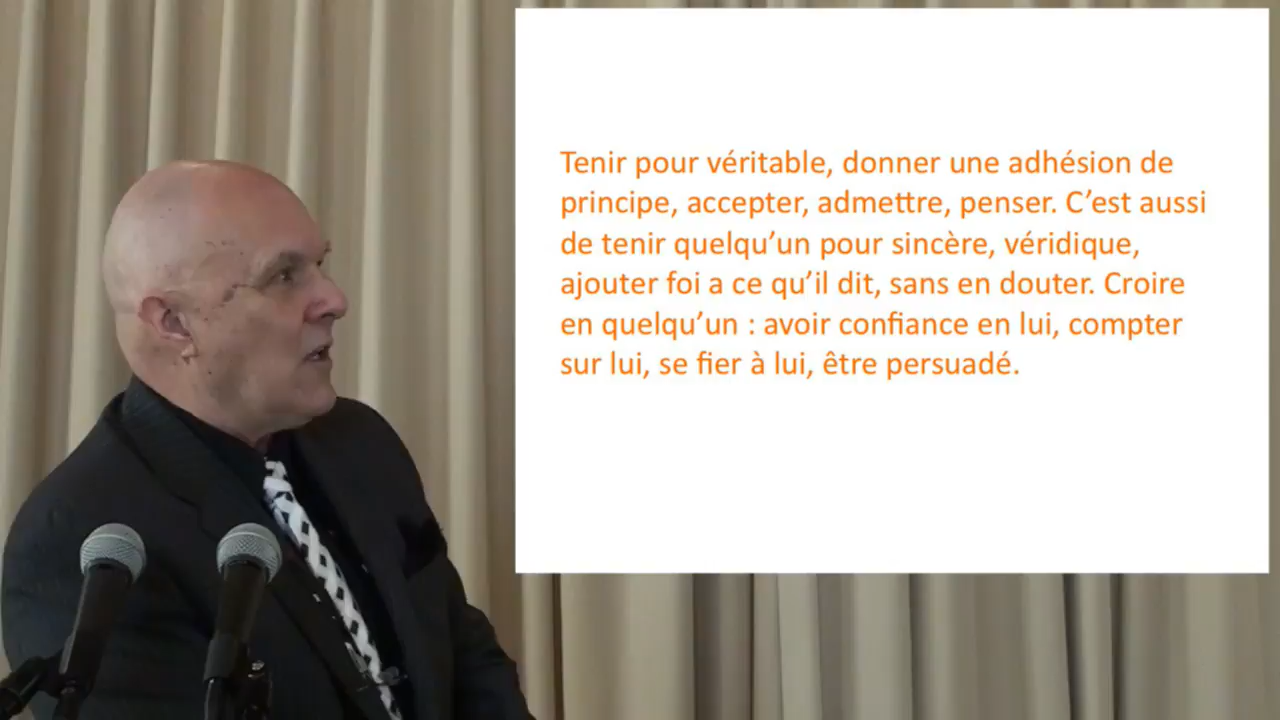 Tenir pour véritable, donner une adhésion de
principe, accepter, admettre, penser. C’est aussi
de tenir quelqu’un pour sincère, véridique,
ajouter foi a ce qu’il dit, sans en douter. Croire
en quelqu’un : avoir confiance en lui, compter
sur lui, se fier à lui, être persuadé.